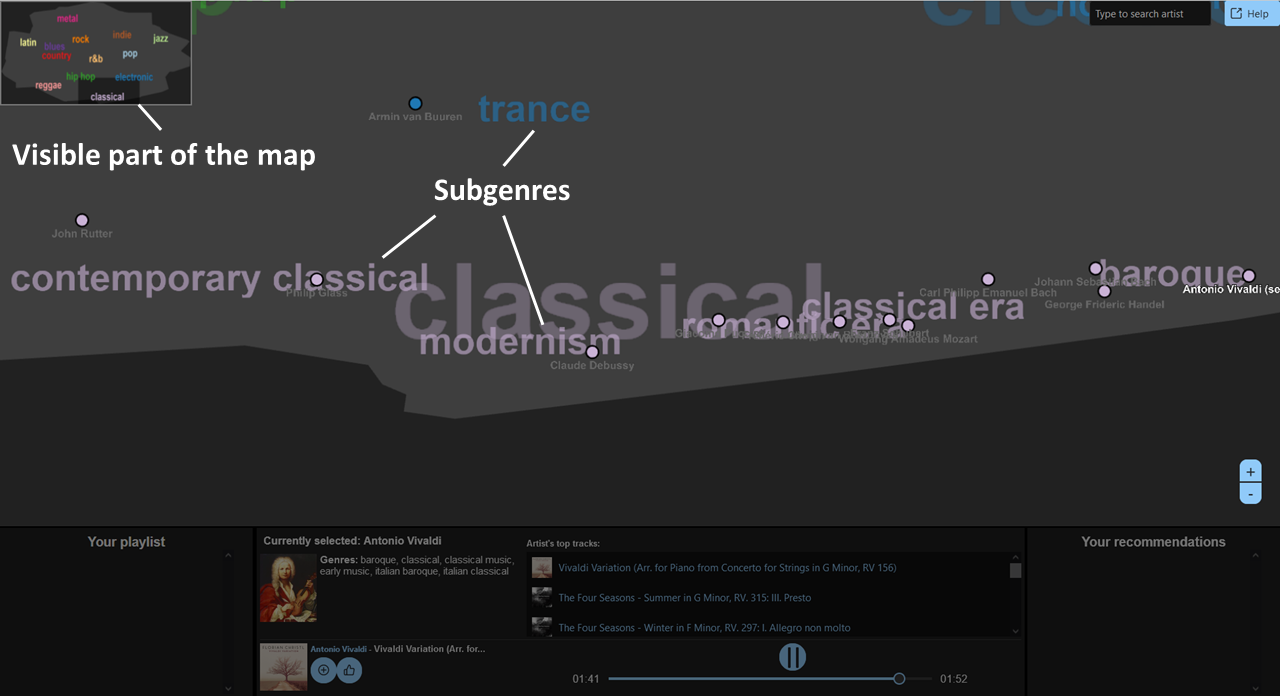 metal
indie
rock
jazz
latin
blues
country
r&b
pop
hip hop
electronic
reggae
classical
Type to search artist
Help
Armin van Buuren
trance
Visible part of the map
Subgenres
John Rutter
contemporary classical
Philip Glass
classical
modernism
Claude Debussy
romantic era
classical era
Wolfgang Amadeus Mozart
Carl Philipp Emanuel Bach
baroque
Johann Sebastian Bach
George Frideric Handel
Antonio Vivaldi (se
+
-
Your playlist
Currently selected: Antonio Vivaldi
Genres: baroque, classical, classical music,
early music, italian baroque, italian classical
Artist's top tracks:
Vivaldi Variation (Arr. for Piano from Concerto for Strings in G Minor, RV 156)
The Four Seasons - Summer in G Minor, RV. 315: III. Presto
The Four Seasons - Winter in F Minor, RV. 297: I. Allegro non molto
Your recommendations
Antonio Vivaldi - Vivaldi Variation (Arr. for...
01:41
01:52